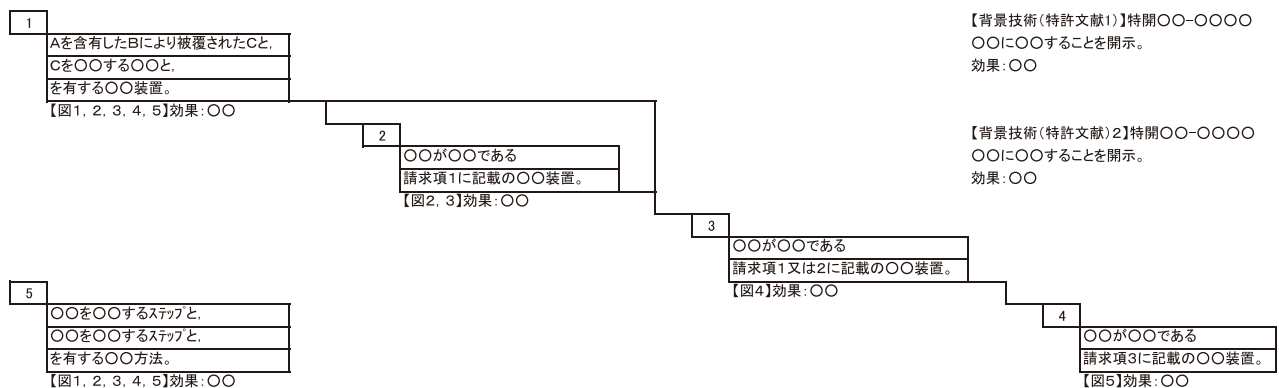 1
Aを含有したBにより被覆されたCと,
Cを〇〇する〇〇と,
を有する〇〇装置。
【図1, 2, 3, 4, 5】効果:〇〇
2
〇〇が〇〇である
請求項1に記載の〇〇装置。
【図2, 3】効果:〇〇
3
〇〇が〇〇である
請求項1又は2に記載の〇〇装置。
【図4】効果:〇〇
4
〇〇が〇〇である
請求項3に記載の〇〇装置。
【図5】効果:〇〇
5
〇〇を〇〇するステップと,
〇〇を〇〇するステップと,
を有する〇〇方法。
【図1, 2, 3, 4, 5】効果:〇〇
【背景技術(特許文献1)】特開〇〇-〇〇〇〇
〇〇に〇〇することを開示。
効果:〇〇
【背景技術(特許文献)2】特開〇〇-〇〇〇〇
〇〇に〇〇することを開示。
効果:〇〇